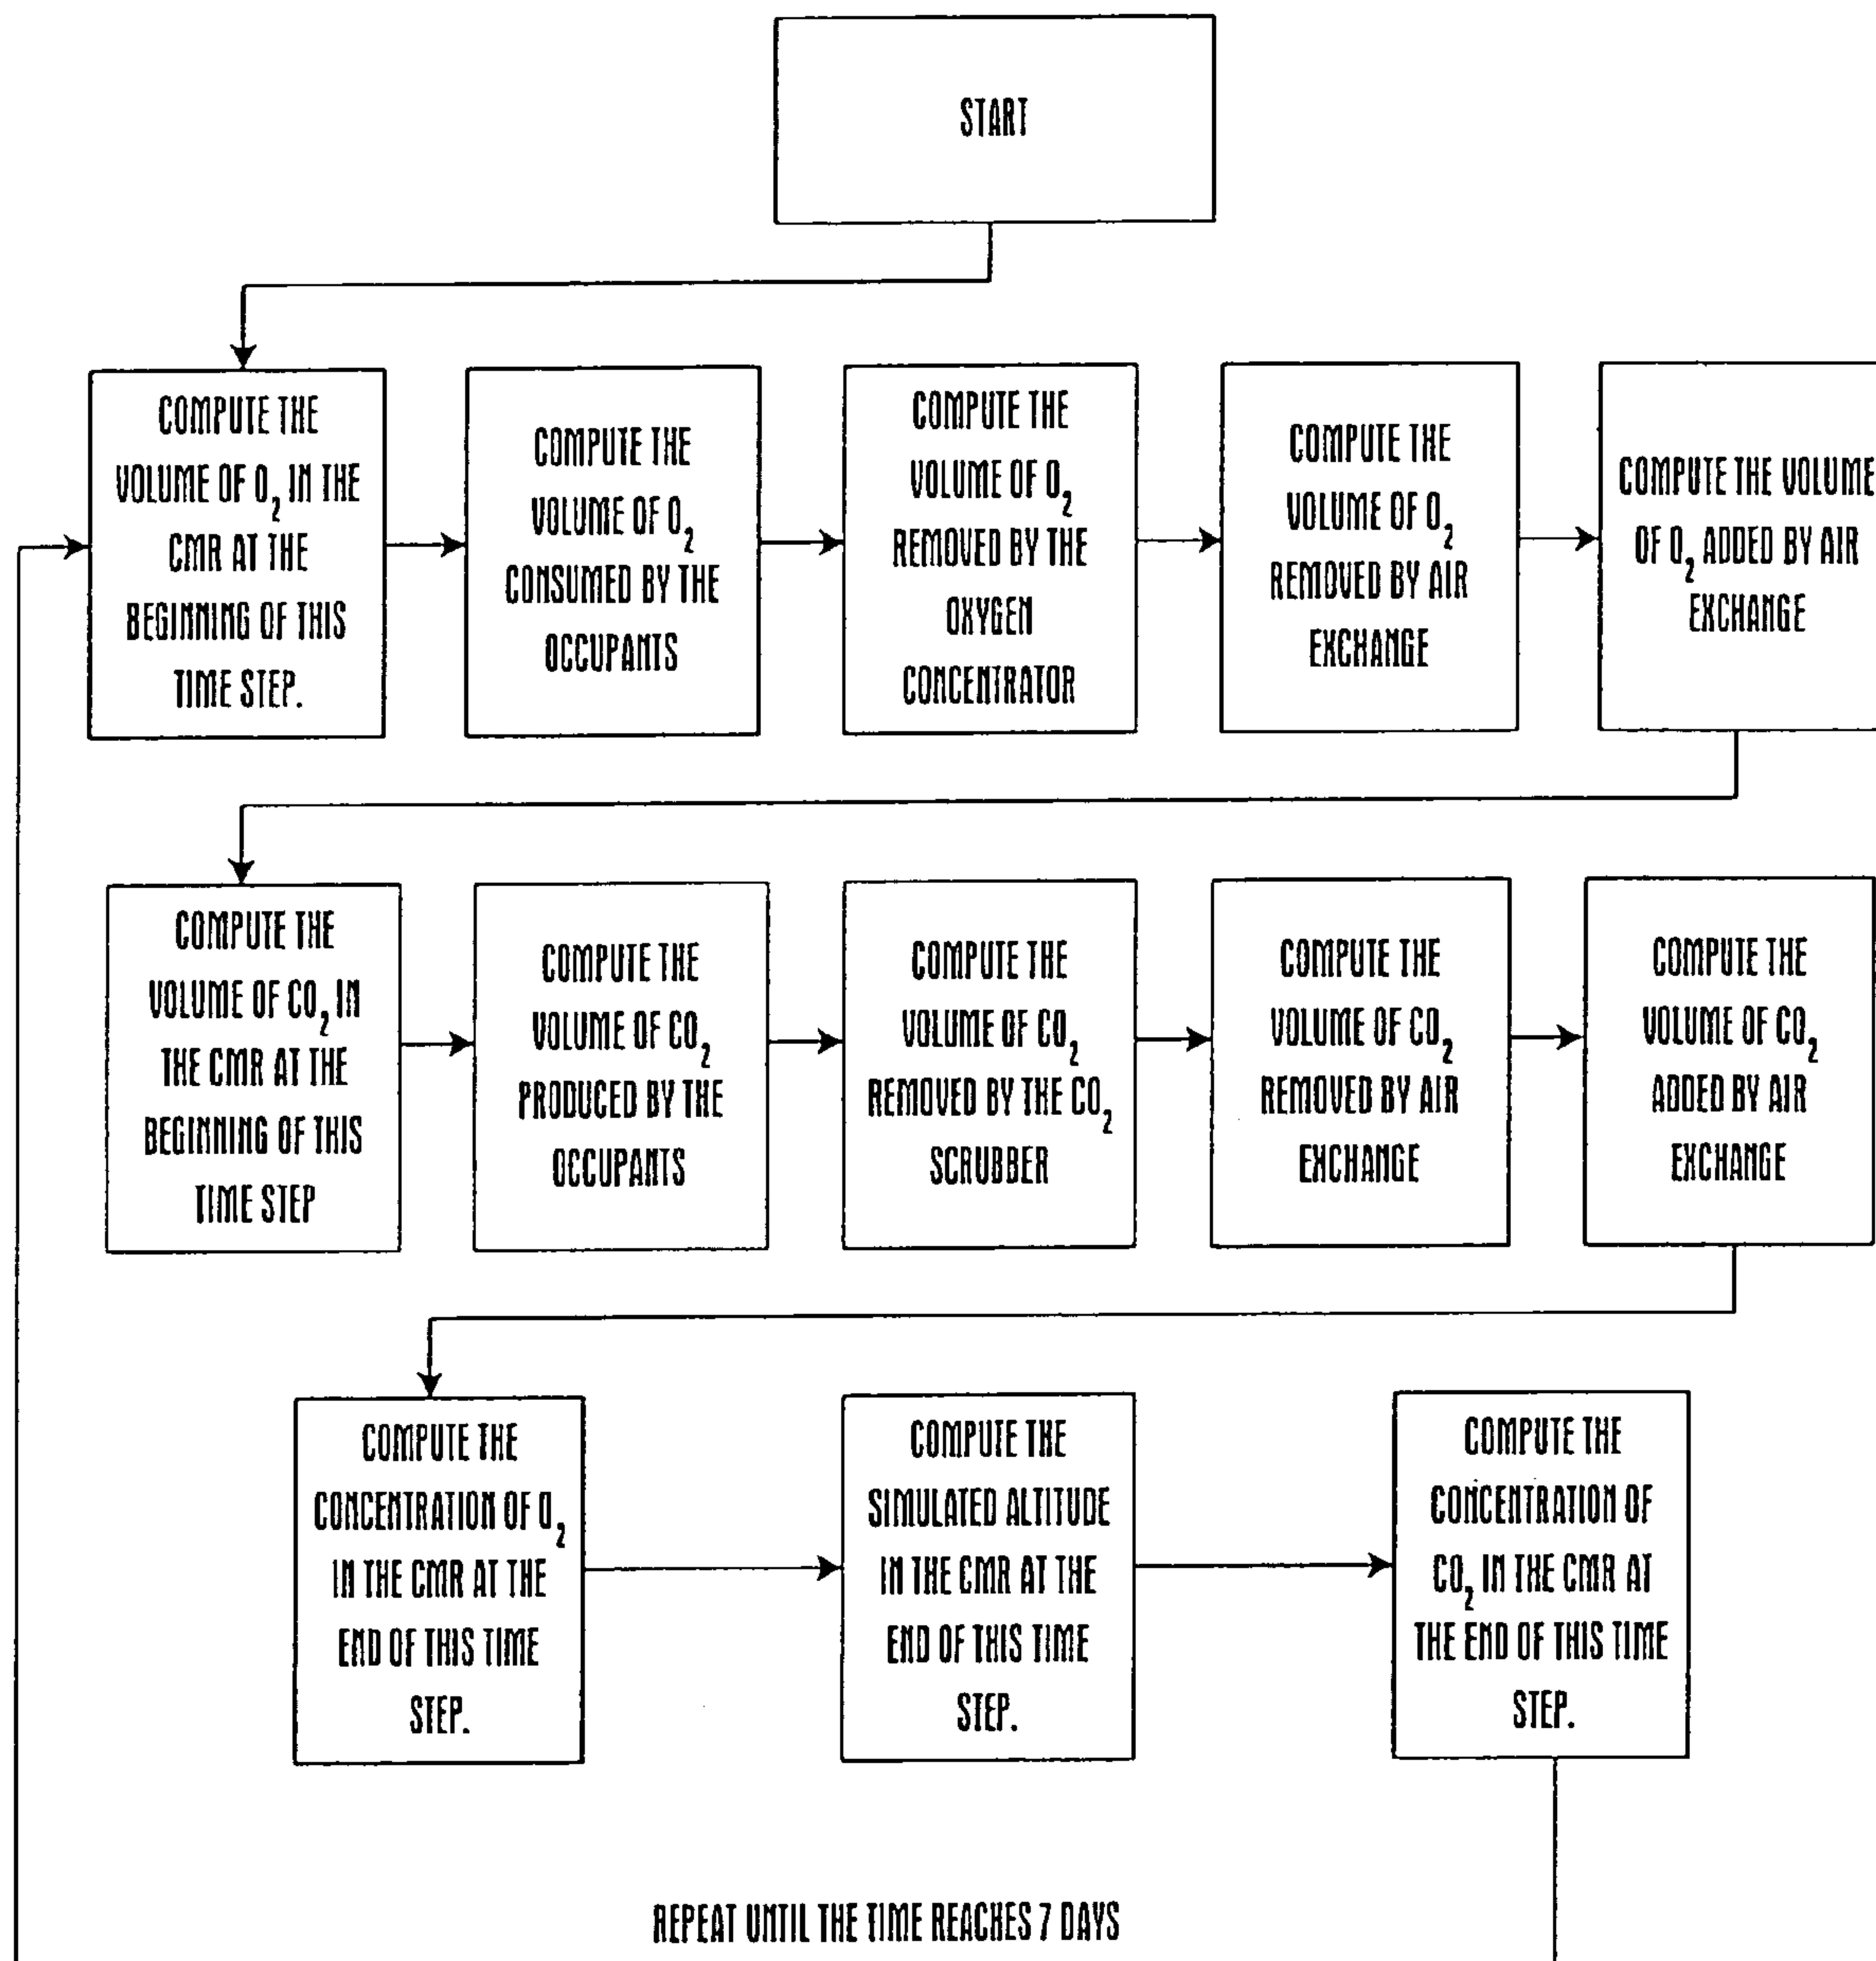 START
COMPUTE THE
VOLUME OF O₂ IN THE
CMR AT THE
BEGINNING OF THIS
TIME STEP.
COMPUTE THE
VOLUME OF O₂
CONSUMED BY THE
OCCUPANTS
COMPUTE THE
VOLUME OF O₂
REMOVED BY THE
OXYGEN
CONCENTRATOR
COMPUTE THE
VOLUME OF O₂
REMOVED BY AIR
EXCHANGE
COMPUTE THE VOLUME
OF O₂ ADDED BY AIR
EXCHANGE
COMPUTE THE
VOLUME OF CO₂ IN
THE CMR AT THE
BEGINNING OF THIS
TIME STEP
COMPUTE THE
VOLUME OF CO₂
PRODUCED BY THE
OCCUPANTS
COMPUTE THE
VOLUME OF CO₂
REMOVED BY THE CO₂
SCRUBBER
COMPUTE THE
VOLUME OF CO₂
REMOVED BY AIR
EXCHANGE
COMPUTE THE
VOLUME OF CO₂
ADDED BY AIR
EXCHANGE
COMPUTE THE
CONCENTRATION OF O₂
IN THE CMR AT THE
END OF THIS TIME
STEP.
COMPUTE THE
SIMULATED ALTITUDE
IN THE CMR AT THE
END OF THIS TIME
STEP.
COMPUTE THE
CONCENTRATION OF
CO₂ IN THE CMR AT
THE END OF THIS TIME
STEP.
REPEAT UNTIL THE TIME REACHES 7 DAYS